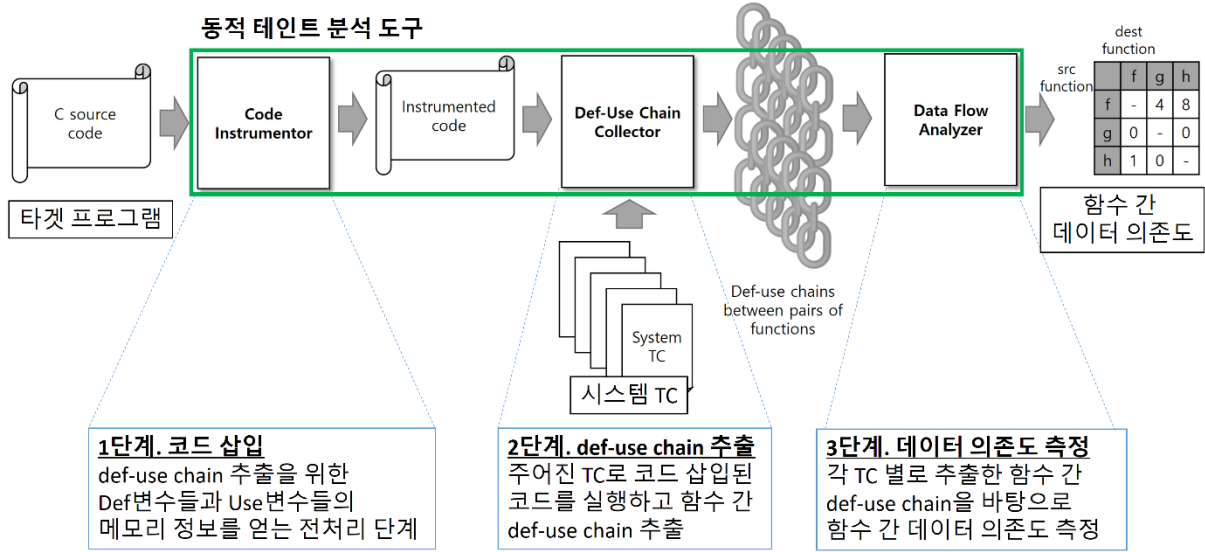 동적 테인트 분석 도구
C source
code
타겟 프로그램
Code
Instrumentor
Instrumented
code
Def-Use Chain
Collector
System
TC
시스템 TC
Def-use chains
between pairs of
functions
Data Flow
Analyzer
dest
function
src
function
f g h
f - 4 8
g 0 - 0
h 1 0 -
함수 간
데이터 의존도
1단계. 코드 삽입
def-use chain 추출을 위한
Def변수들과 Use변수들의
메모리 정보를 얻는 전처리 단계
2단계. def-use chain 추출
주어진 TC로 코드 삽입된
코드를 실행하고 함수 간
def-use chain 추출
3단계. 데이터 의존도 측정
각 TC 별로 추출한 함수 간
def-use chain을 바탕으로
함수 간 데이터 의존도 측정